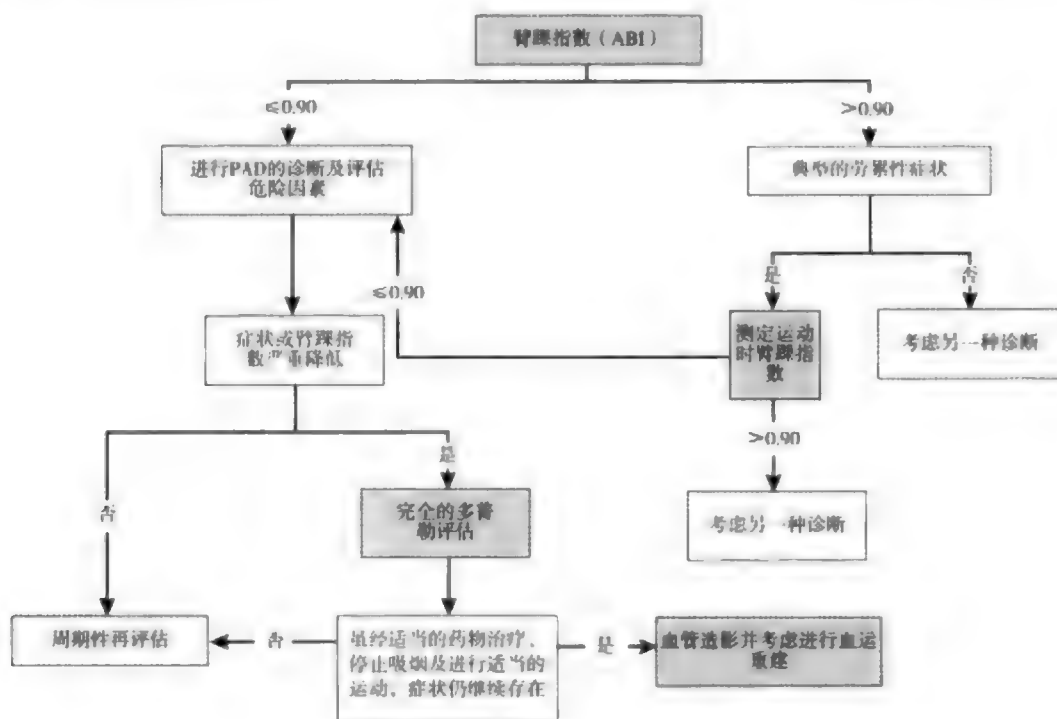 臂踝指数（ABI）
≤0.90
>0.90
进行PAD的诊断及评估
危险因素
典型的劳累性症状
≤0.90
是
否
症状或臂踝指
数严重降低
测定运动
时臂踝指
数
考虑另一种诊断
>0.90
否
是
完全的多普
勒评估
考虑另一种诊断
周期性再评估
否
虽经适当的药物治疗、
停止吸烟及进行适当的
运动，症状仍继续存在
是
血管造影并考虑进行血运
重建